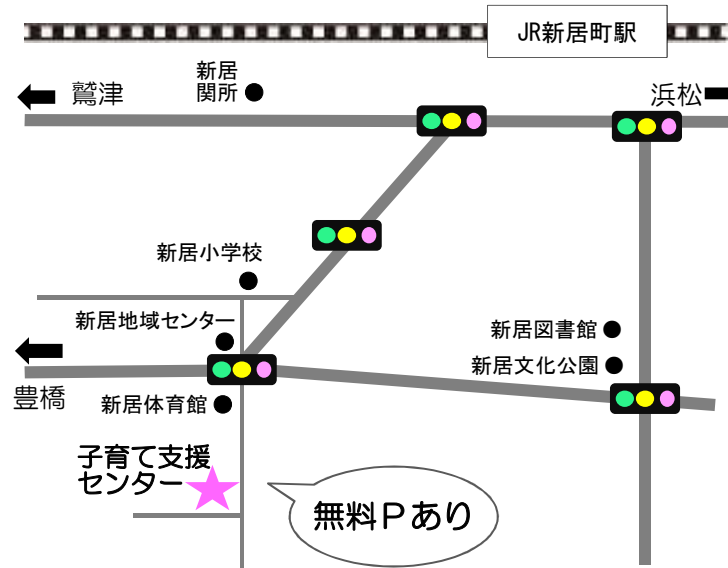 JR新居町駅
新居
関所
鷲津
浜松
新居小学校
新居地域センター
新居図書館
新居文化公園
豊橋
新居体育館
子育て支援
センター
無料Pあり